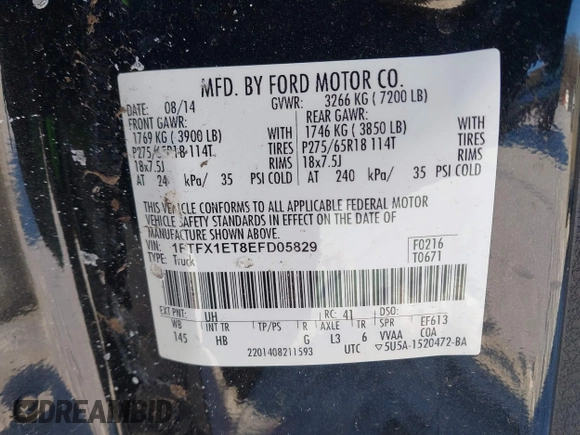 MFD. BY FORD MOTOR CO.
DATE: 08/14 GVWR: 3266 KG ( 7200 LB)
FRONT GAWR: REAR GAWR:
1769 KG ( 3900 LB) WITH 1746 KG ( 3850 LB) WITH
P275/65R18 114T TIRES P275/65R18 114T TIRES
18x7.5J RIMS 18x7.5J RIMS
AT 24 kPa/ 35 PSI COLD AT 240 kPa/ 35 PSI COLD
THIS VEHICLE CONFORMS TO ALL APPLICABLE FEDERAL MOTOR
VEHICLE SAFETY STANDARDS IN EFFECT ON THE DATE OF
MANUFACTURE SHOWN ABOVE.
VIN: 1FTFX1ET8EFD05829 F0216
TYPE: Truck T0671
EXT PNT: UH RC: 41 DSO:
WB INT TR TP/PS R AXLE TR SPR EF613
145 HB G L3 6 VVAA COA
2201408211593 UTC ▽5U5A-1520472-BA
DREAMBID